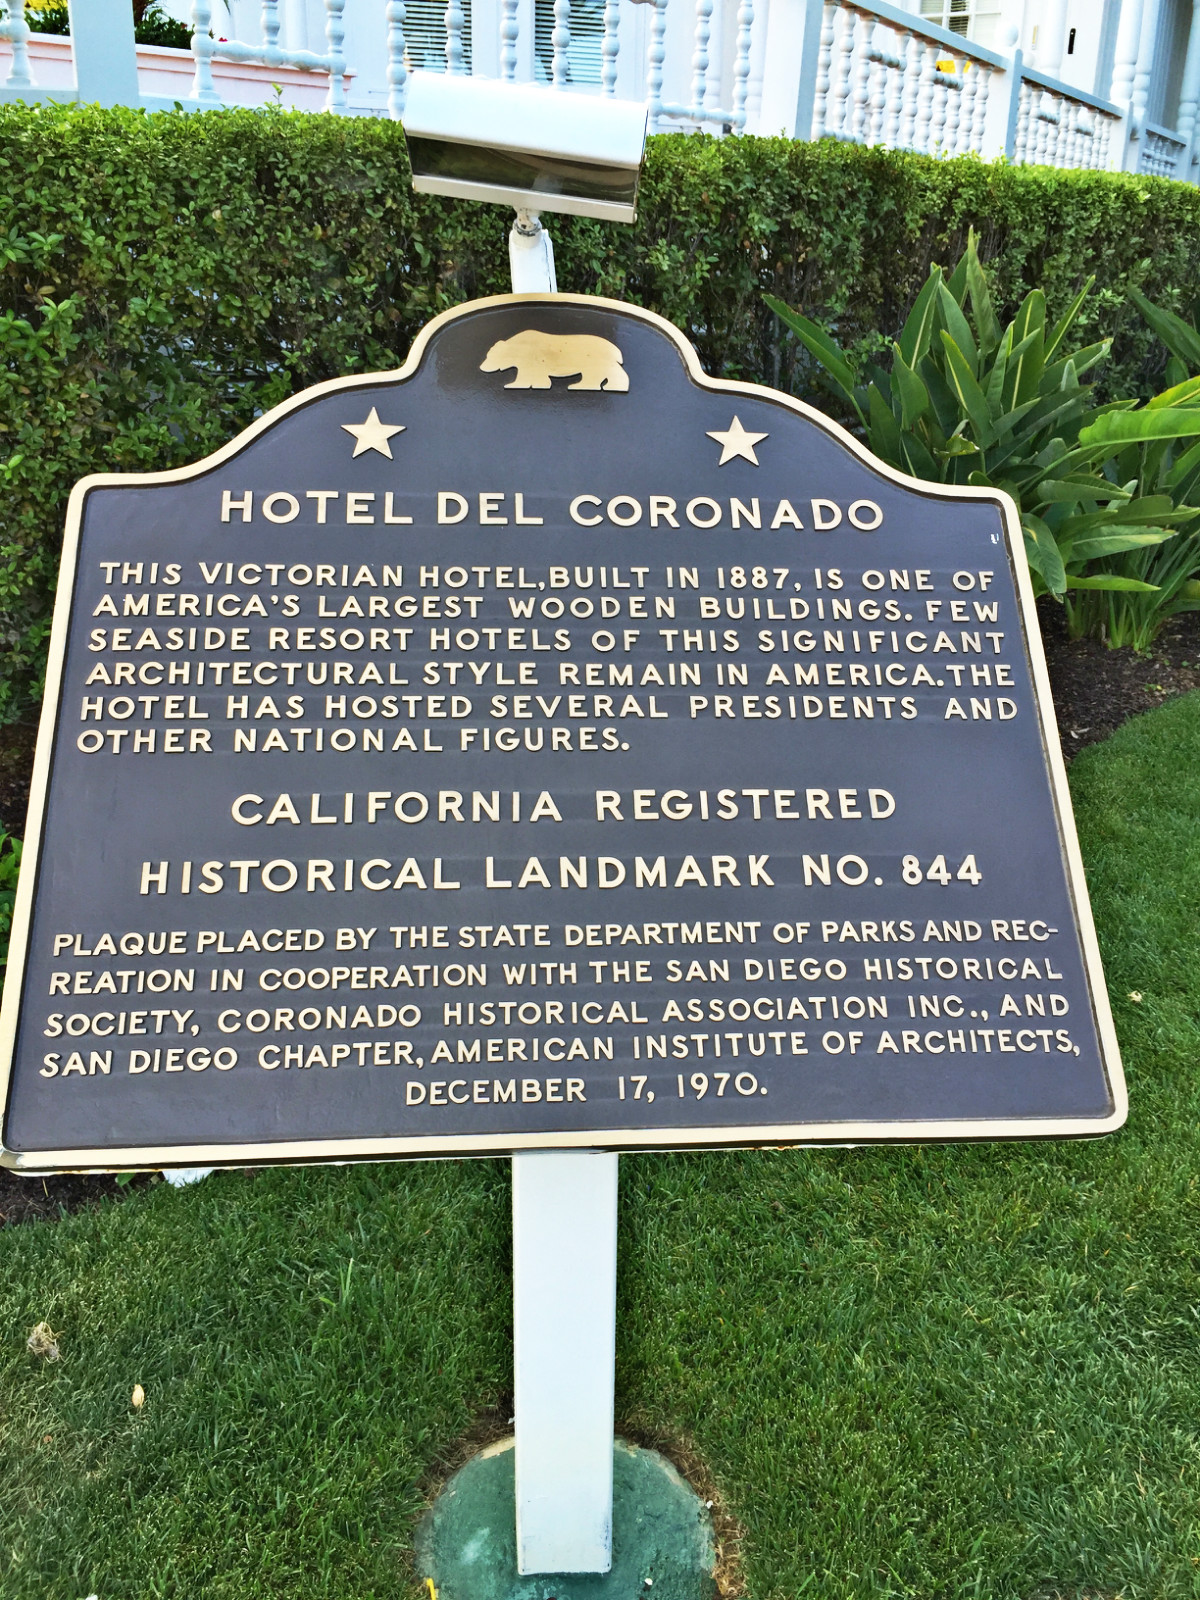 HOTEL DEL CORONADO
THIS VICTORIAN HOTEL, BUILT IN 1887, IS ONE OF
AMERICA'S LARGEST WOODEN BUILDINGS. FEW
SEASIDE RESORT HOTELS OF THIS SIGNIFICANT
ARCHITECTURAL STYLE REMAIN IN AMERICA. THE
HOTEL HAS HOSTED SEVERAL PRESIDENTS AND
OTHER NATIONAL FIGURES.
CALIFORNIA REGISTERED
HISTORICAL LANDMARK NO. 844
PLAQUE PLACED BY THE STATE DEPARTMENT OF PARKS AND REC-
REATION IN COOPERATION WITH THE SAN DIEGO HISTORICAL
SOCIETY, CORONADO HISTORICAL ASSOCIATION INC., AND
SAN DIEGO CHAPTER, AMERICAN INSTITUTE OF ARCHITECTS,
DECEMBER 17, 1970.